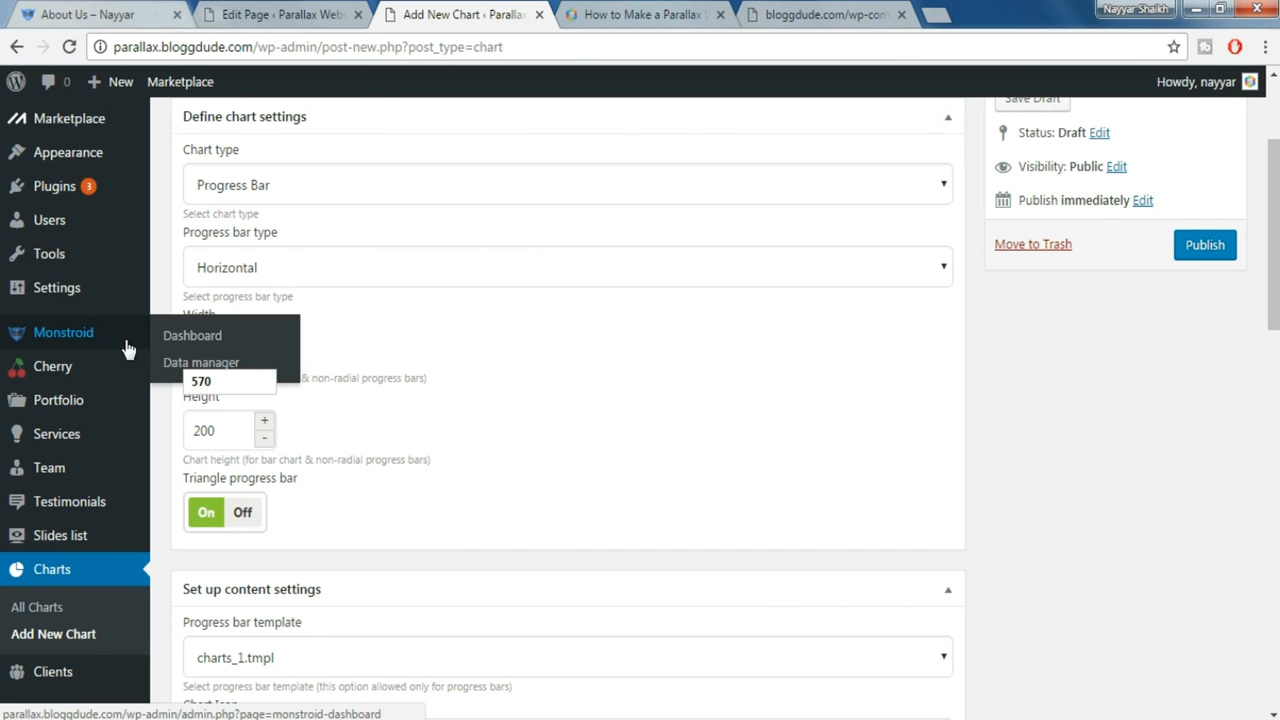 About Us – Nayyar
Edit Page ‹ Parallax Web
Add New Chart ‹ Paralla
How to Make a Parallax
bloggdude.com/wp-con
Nayyar Shaikh
parallax.bloggdude.com/wp-admin/post-new.php?post_type=chart
0
New
Marketplace
Howdy, nayyar
Marketplace
Appearance
Plugins 3
Users
Tools
Settings
Monstroid
Dashboard
Data manager
Cherry
Portfolio
Services
Team
Testimonials
Slides list
Charts
All Charts
Add New Chart
Clients
Define chart settings
Chart type
Progress Bar
Select chart type
Progress bar type
Horizontal
Select progress bar type
Width
570
& non-radial progress bars)
Height
200
+
-
Chart height (for bar chart & non-radial progress bars)
Triangle progress bar
On Off
Set up content settings
Progress bar template
charts_1.tmpl
Select progress bar template (this option allowed only for progress bars)
Chart Icon
Save Draft
Status: Draft Edit
Visibility: Public Edit
Publish immediately Edit
Move to Trash
Publish
parallax.bloggdude.com/wp-admin/admin.php?page=monstroid-dashboard